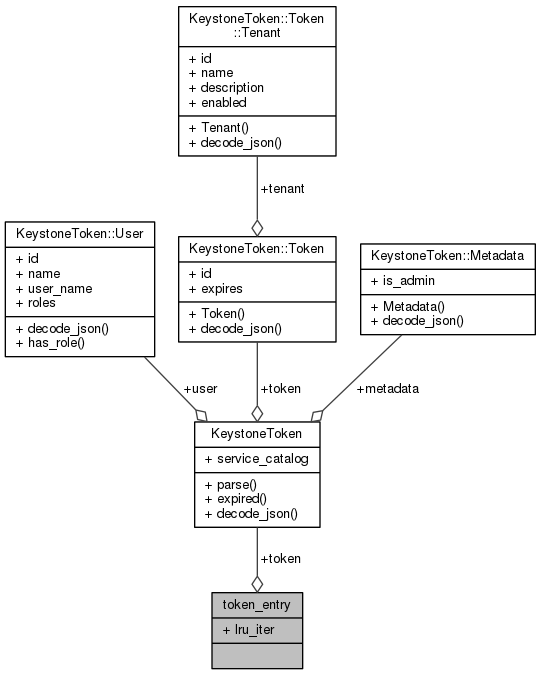 KeystoneToken::Token
::Tenant
+ id
+ name
+ description
+ enabled
+ Tenant()
+ decode_json()
+tenant
KeystoneToken::User
+ id
+ name
+ user_name
+ roles
+ decode_json()
+ has_role()
KeystoneToken::Token
+ id
+ expires
+ Token()
+ decode_json()
KeystoneToken::Metadata
+ is_admin
+ Metadata()
+ decode_json()
+user
+token
+metadata
KeystoneToken
+ service_catalog
+ parse()
+ expired()
+ decode_json()
+token
token_entry
+ lru_iter